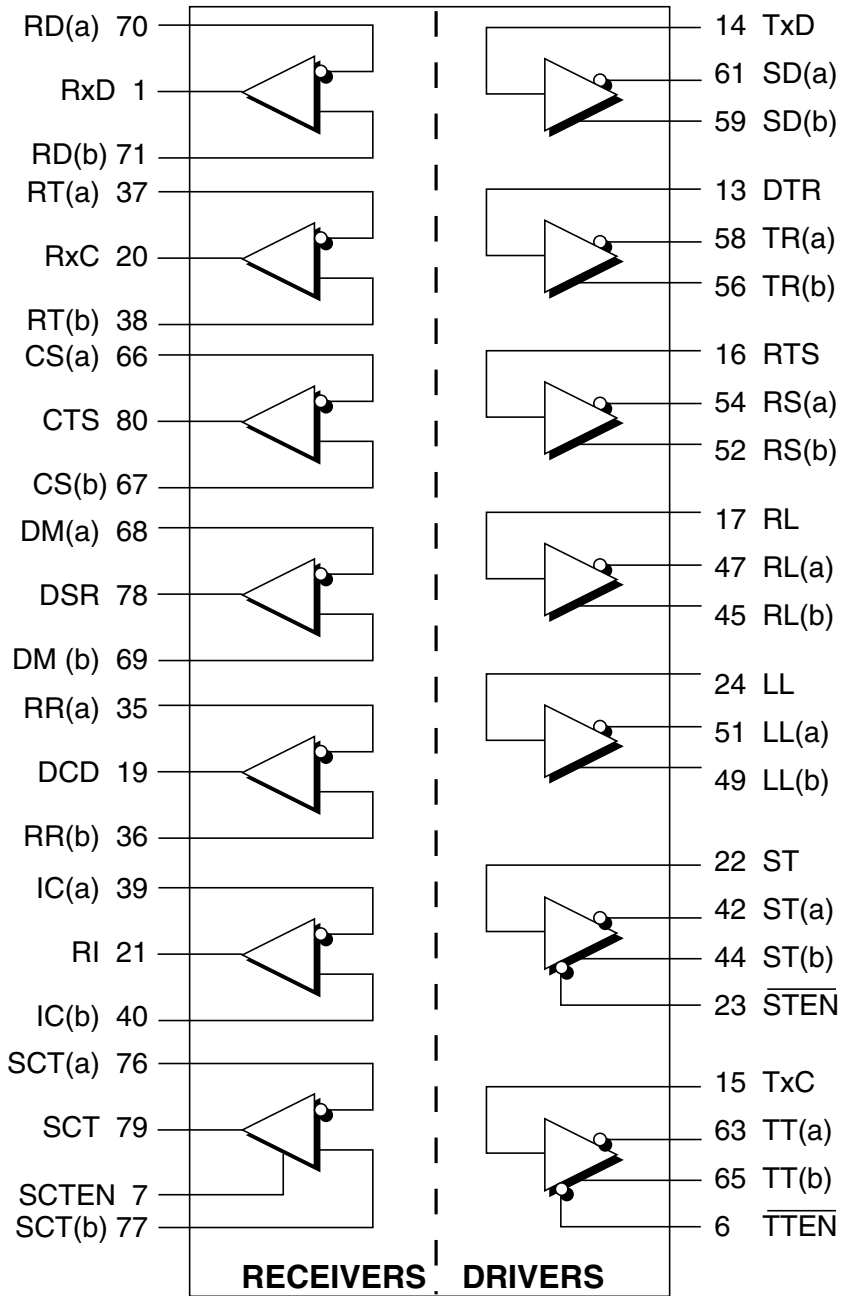 RD(a) 70
RxD 1
RD(b) 71
RT(a) 37
RxC 20
RT(b) 38
CS(a) 66
CTS 80
CS(b) 67
DM(a) 68
DSR 78
DM (b) 69
RR(a) 35
DCD 19
RR(b) 36
IC(a) 39
RI 21
IC(b) 40
SCT(a) 76
SCT 79
SCTEN 7
SCT(b) 77
RECEIVERS
14 TxD
61 SD(a)
59 SD(b)
13 DTR
58 TR(a)
56 TR(b)
16 RTS
54 RS(a)
52 RS(b)
17 RL
47 RL(a)
45 RL(b)
24 LL
51 LL(a)
49 LL(b)
22 ST
42 ST(a)
44 ST(b)
23 S̅T̅E̅N̅
15 TxC
63 TT(a)
65 TT(b)
6 T̅T̅E̅N̅
DRIVERS